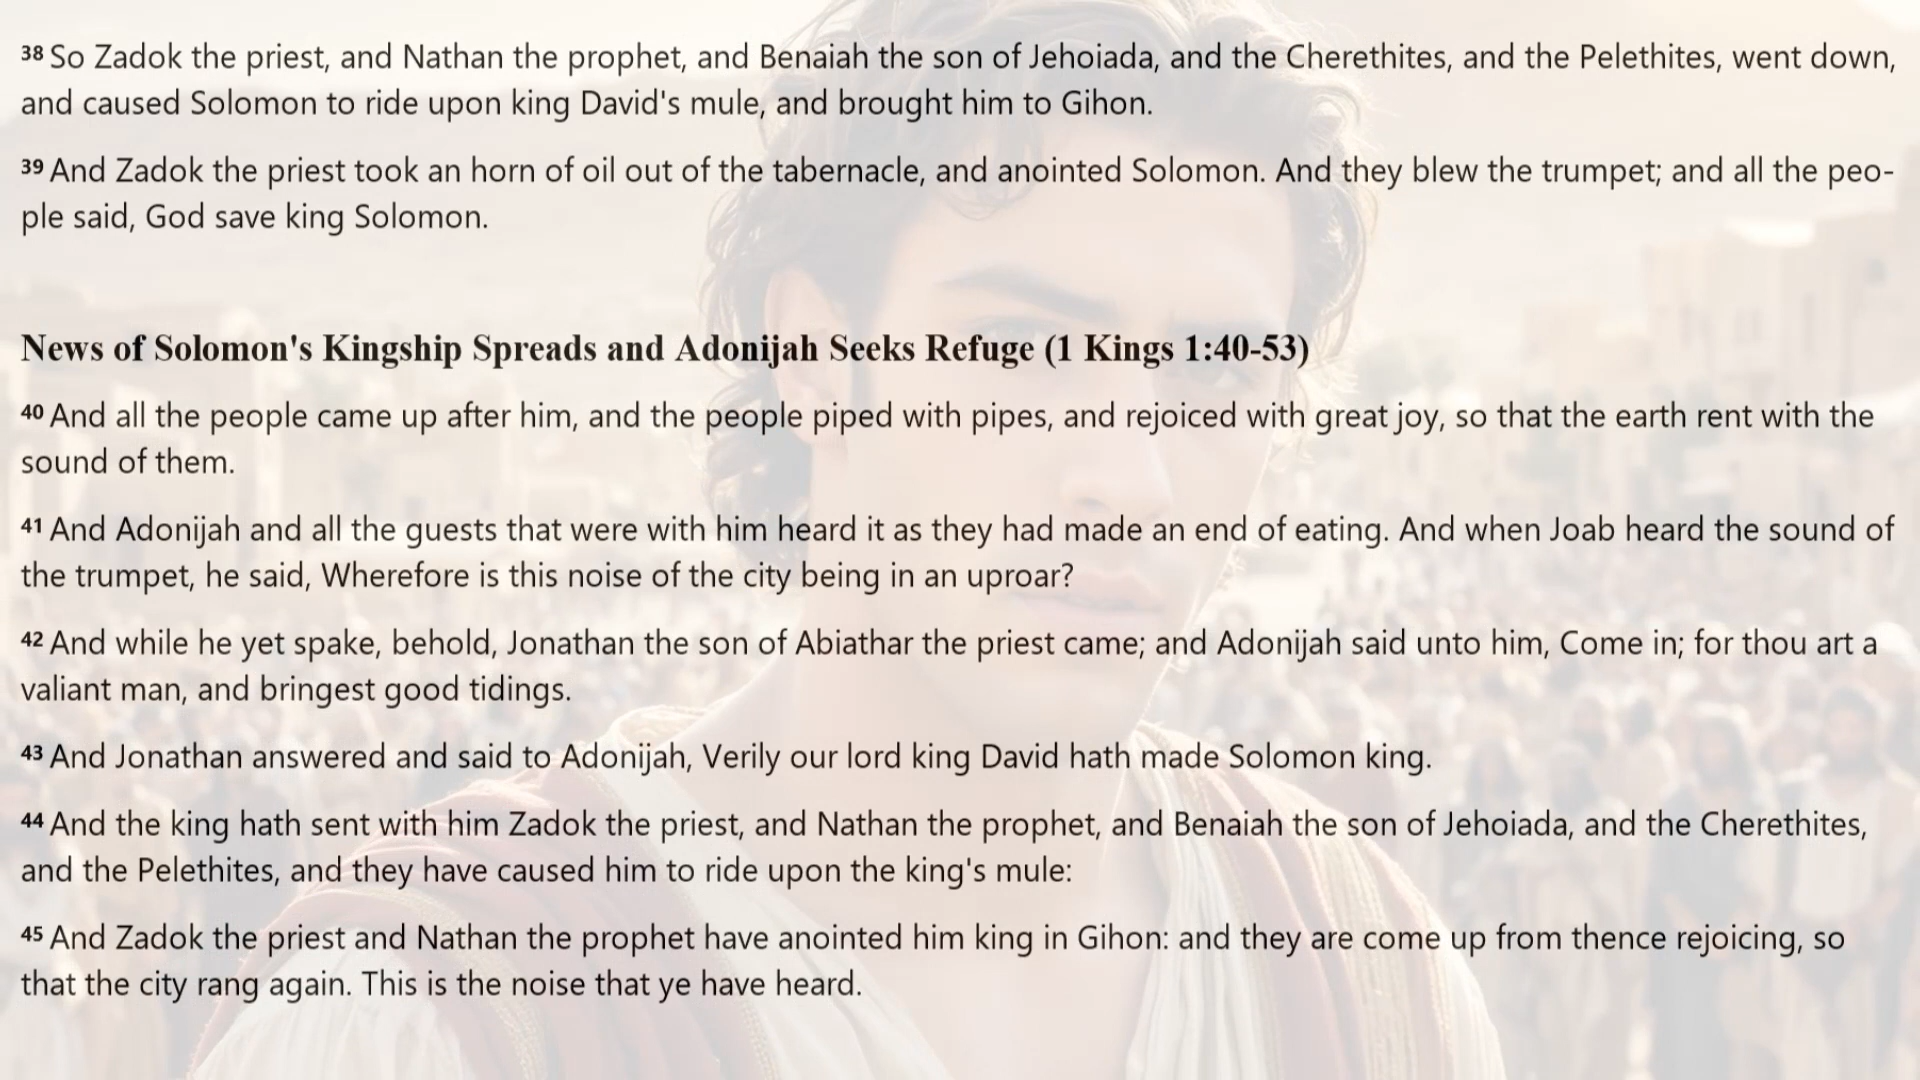 38 So Zadok the priest, and Nathan the prophet, and Benaiah the son of Jehoiada, and the Cherethites, and the Pelethites, went down,
and caused Solomon to ride upon king David's mule, and brought him to Gihon.
39 And Zadok the priest took an horn of oil out of the tabernacle, and anointed Solomon. And they blew the trumpet; and all the peo-
ple said, God save king Solomon.
News of Solomon's Kingship Spreads and Adonijah Seeks Refuge (1 Kings 1:40-53)
40 And all the people came up after him, and the people piped with pipes, and rejoiced with great joy, so that the earth rent with the
sound of them.
41 And Adonijah and all the guests that were with him heard it as they had made an end of eating. And when Joab heard the sound of
the trumpet, he said, Wherefore is this noise of the city being in an uproar?
42 And while he yet spake, behold, Jonathan the son of Abiathar the priest came; and Adonijah said unto him, Come in; for thou art a
valiant man, and bringest good tidings.
43 And Jonathan answered and said to Adonijah, Verily our lord king David hath made Solomon king.
44 And the king hath sent with him Zadok the priest, and Nathan the prophet, and Benaiah the son of Jehoiada, and the Cherethites,
and the Pelethites, and they have caused him to ride upon the king's mule:
45 And Zadok the priest and Nathan the prophet have anointed him king in Gihon: and they are come up from thence rejoicing, so
that the city rang again. This is the noise that ye have heard.